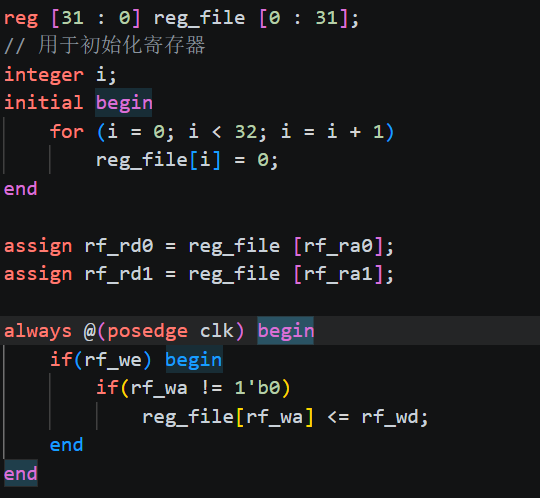 reg [31 : 0] reg_file [0 : 31];
// 用于初始化寄存器
integer i;
initial begin
    for (i = 0; i < 32; i = i + 1)
        reg_file[i] = 0;
end

assign rf_rd0 = reg_file [rf_ra0];
assign rf_rd1 = reg_file [rf_ra1];

always @(posedge clk) begin
    if(rf_we) begin
        if(rf_wa != 1'b0)
            reg_file[rf_wa] <= rf_wd;
    end
end